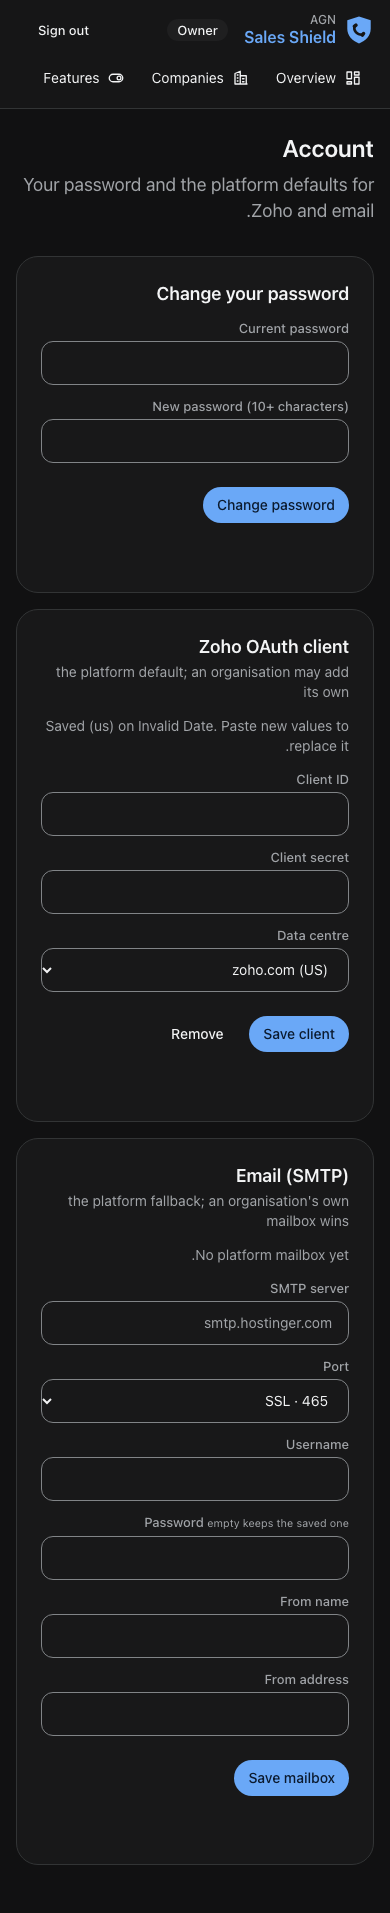 AGN
Sales Shield
Owner
Sign out
Overview
Companies
Features
Account
Your password and the platform defaults for
Zoho and email.
Change your password
Current password
New password (10+ characters)
Change password
Zoho OAuth client
the platform default; an organisation may add
its own
Saved (us) on Invalid Date. Paste new values to
replace it.
Client ID
Client secret
Data centre
zoho.com (US)
Save client
Remove
Email (SMTP)
the platform fallback; an organisation's own
mailbox wins
No platform mailbox yet.
SMTP server
smtp.hostinger.com
Port
SSL · 465
Username
Password empty keeps the saved one
From name
From address
Save mailbox